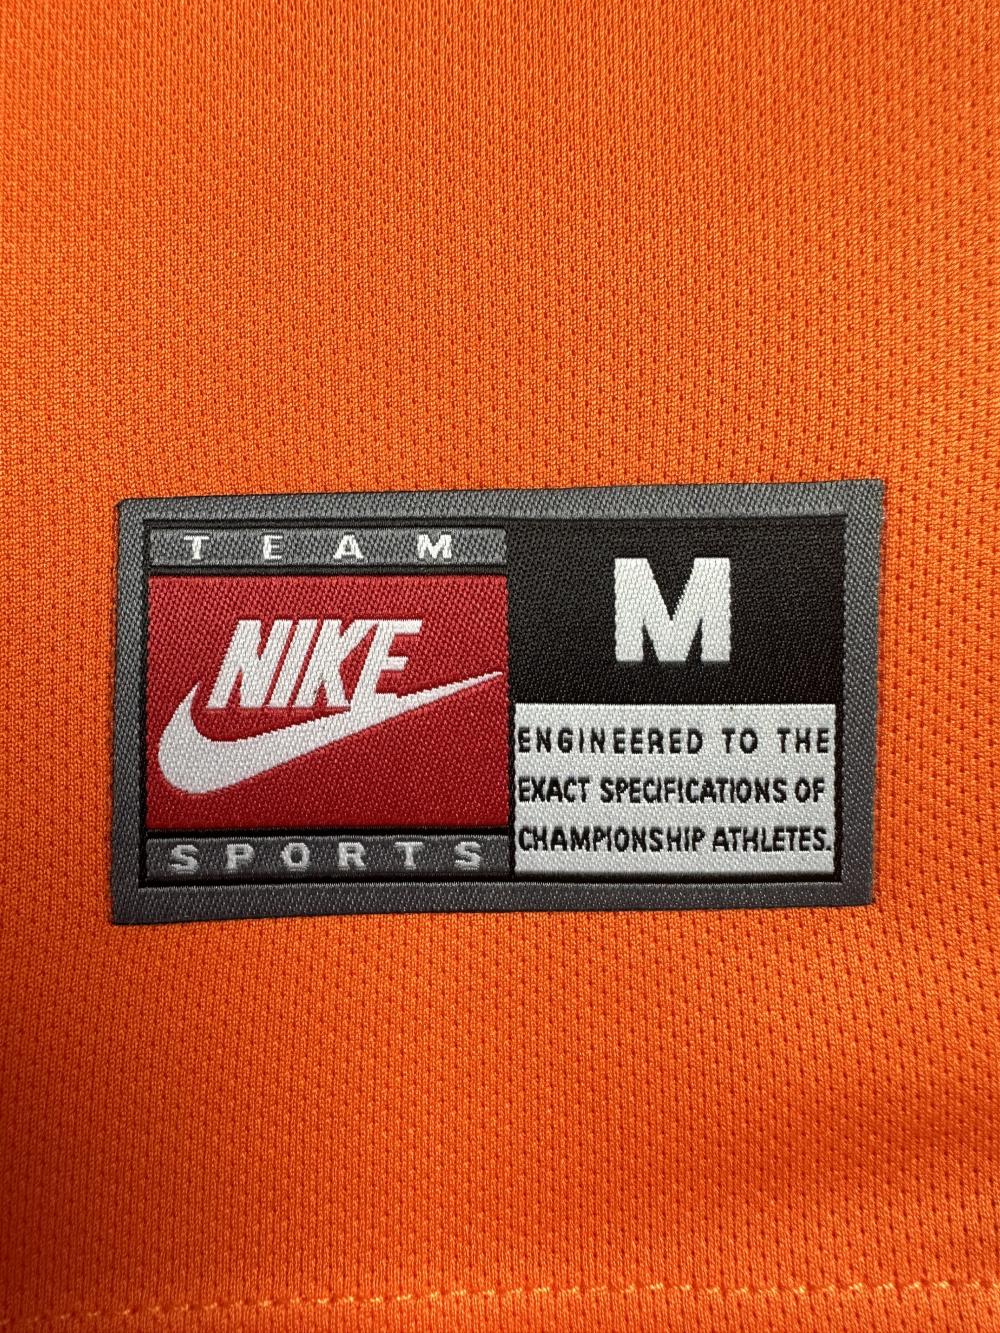 TEAM
NIKE
SPORTS
M
ENGINEERED TO THE
EXACT SPECIFICATIONS OF
CHAMPIONSHIP ATHLETES.